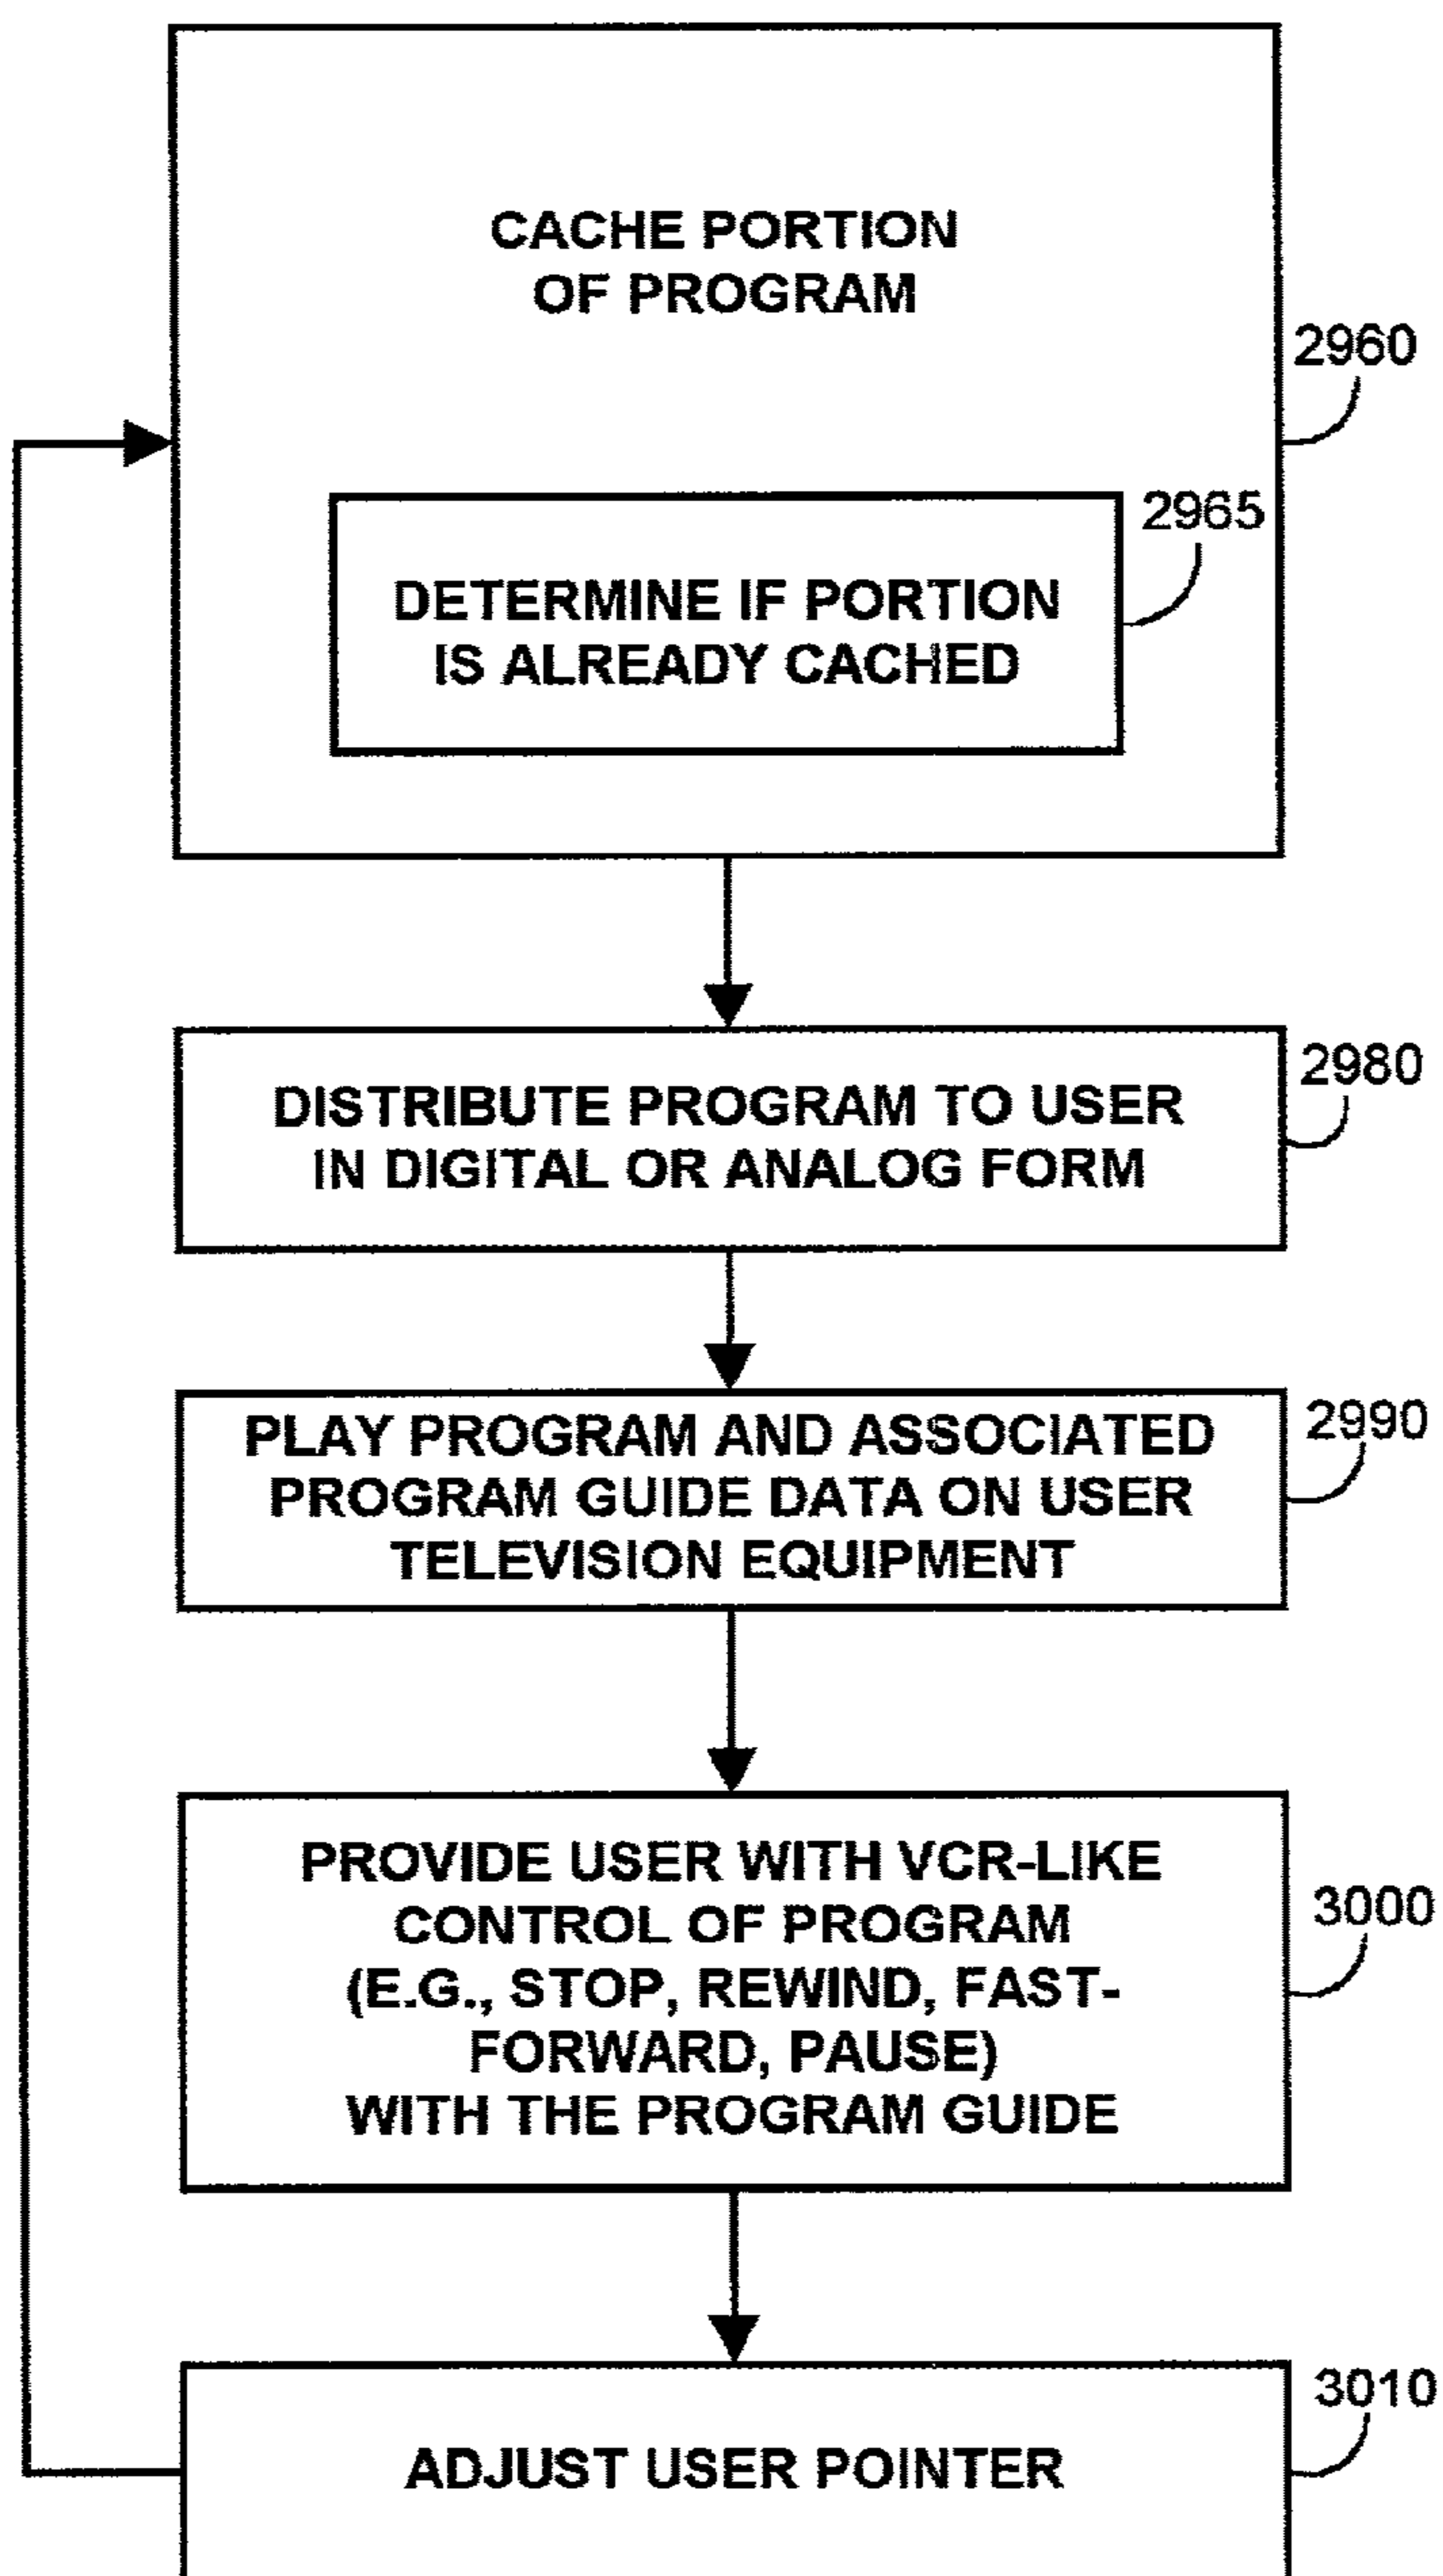 CACHE PORTION
OF PROGRAM
2960
2965
DETERMINE IF PORTION
IS ALREADY CACHED
2980
DISTRIBUTE PROGRAM TO USER
IN DIGITAL OR ANALOG FORM
2990
PLAY PROGRAM AND ASSOCIATED
PROGRAM GUIDE DATA ON USER
TELEVISION EQUIPMENT
PROVIDE USER WITH VCR-LIKE
3000
CONTROL OF PROGRAM
(E.G., STOP, REWIND, FAST-
FORWARD, PAUSE)
WITH THE PROGRAM GUIDE
3010
ADJUST USER POINTER